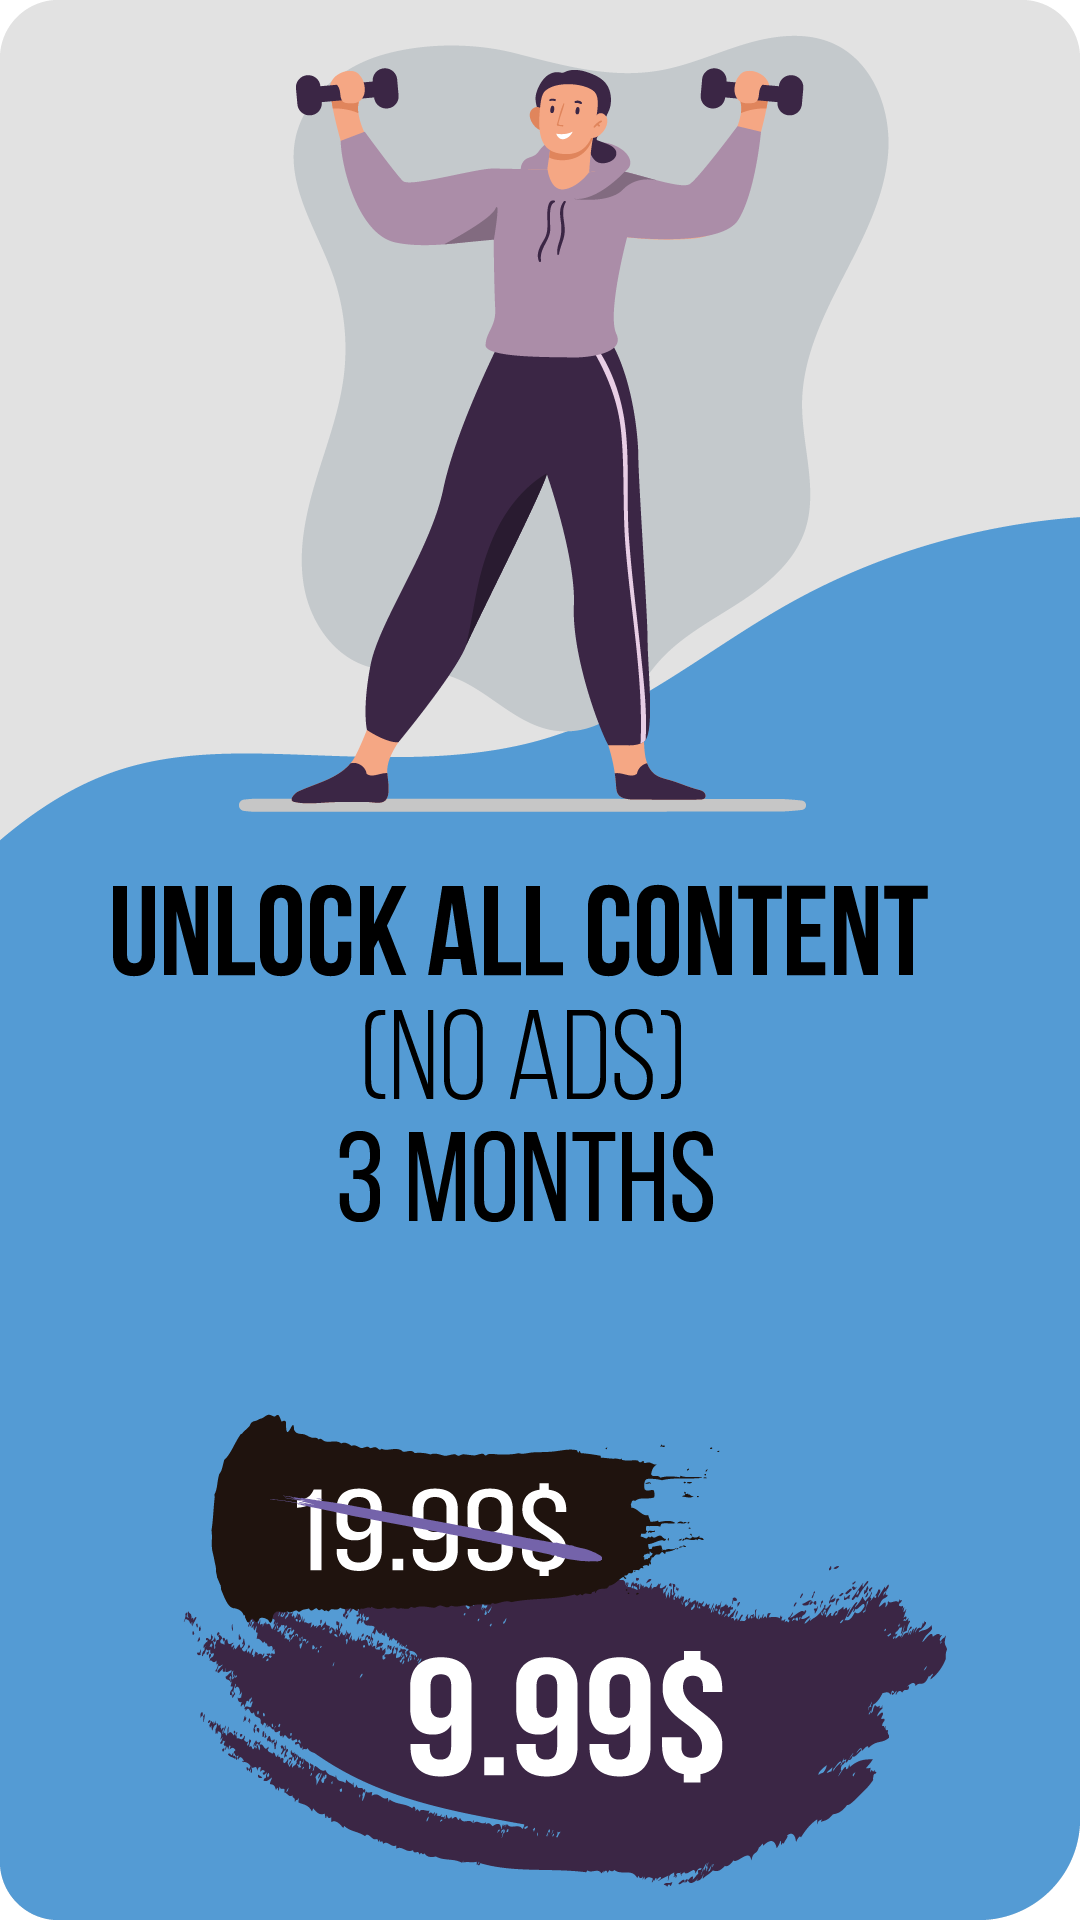 UNLOCK ALL CONTENT
(NO ADS)
3 MONTHS
19.99$
9.99$